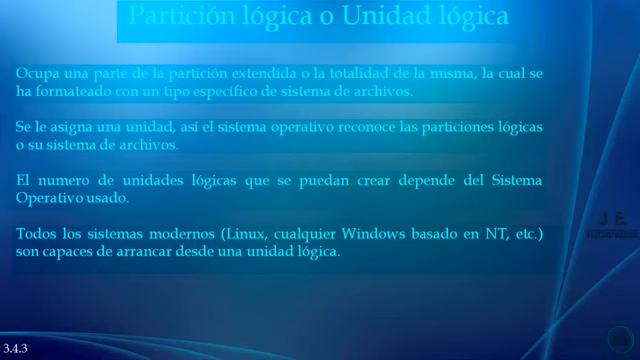 Partición lógica o Unidad lógica
Ocupa una parte de la partición extendida o la totalidad de la misma, la cual se
ha formateado con un tipo específico de sistema de archivos.
Se le asigna una unidad, así el sistema operativo reconoce las particiones lógicas
o su sistema de archivos.
El numero de unidades lógicas que se puedan crear depende del Sistema
Operativo usado.
Todos los sistemas modernos (Linux, cualquier Windows basado en NT, etc.)
son capaces de arrancar desde una unidad lógica.
J E
3.4.3